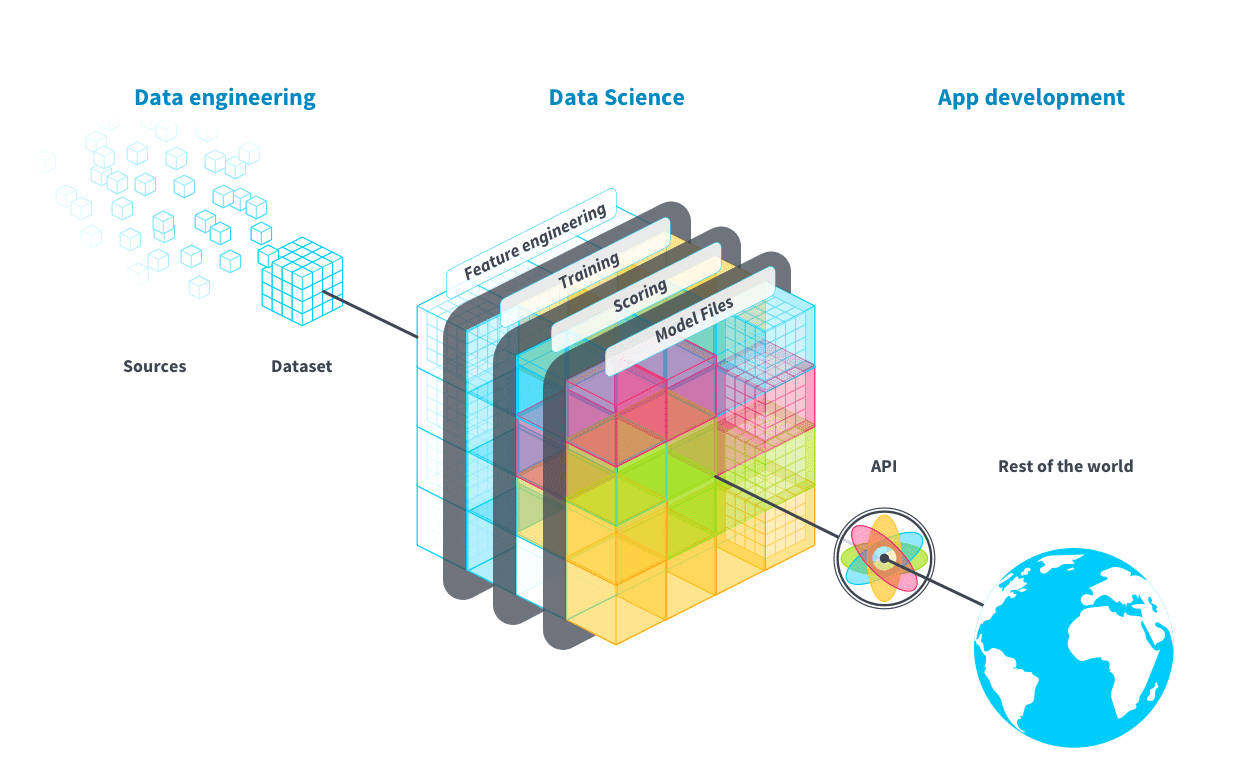 Data engineering
Data Science
App development
Feature engineering
Training
Scoring
Model Files
Sources
Dataset
API
Rest of the world